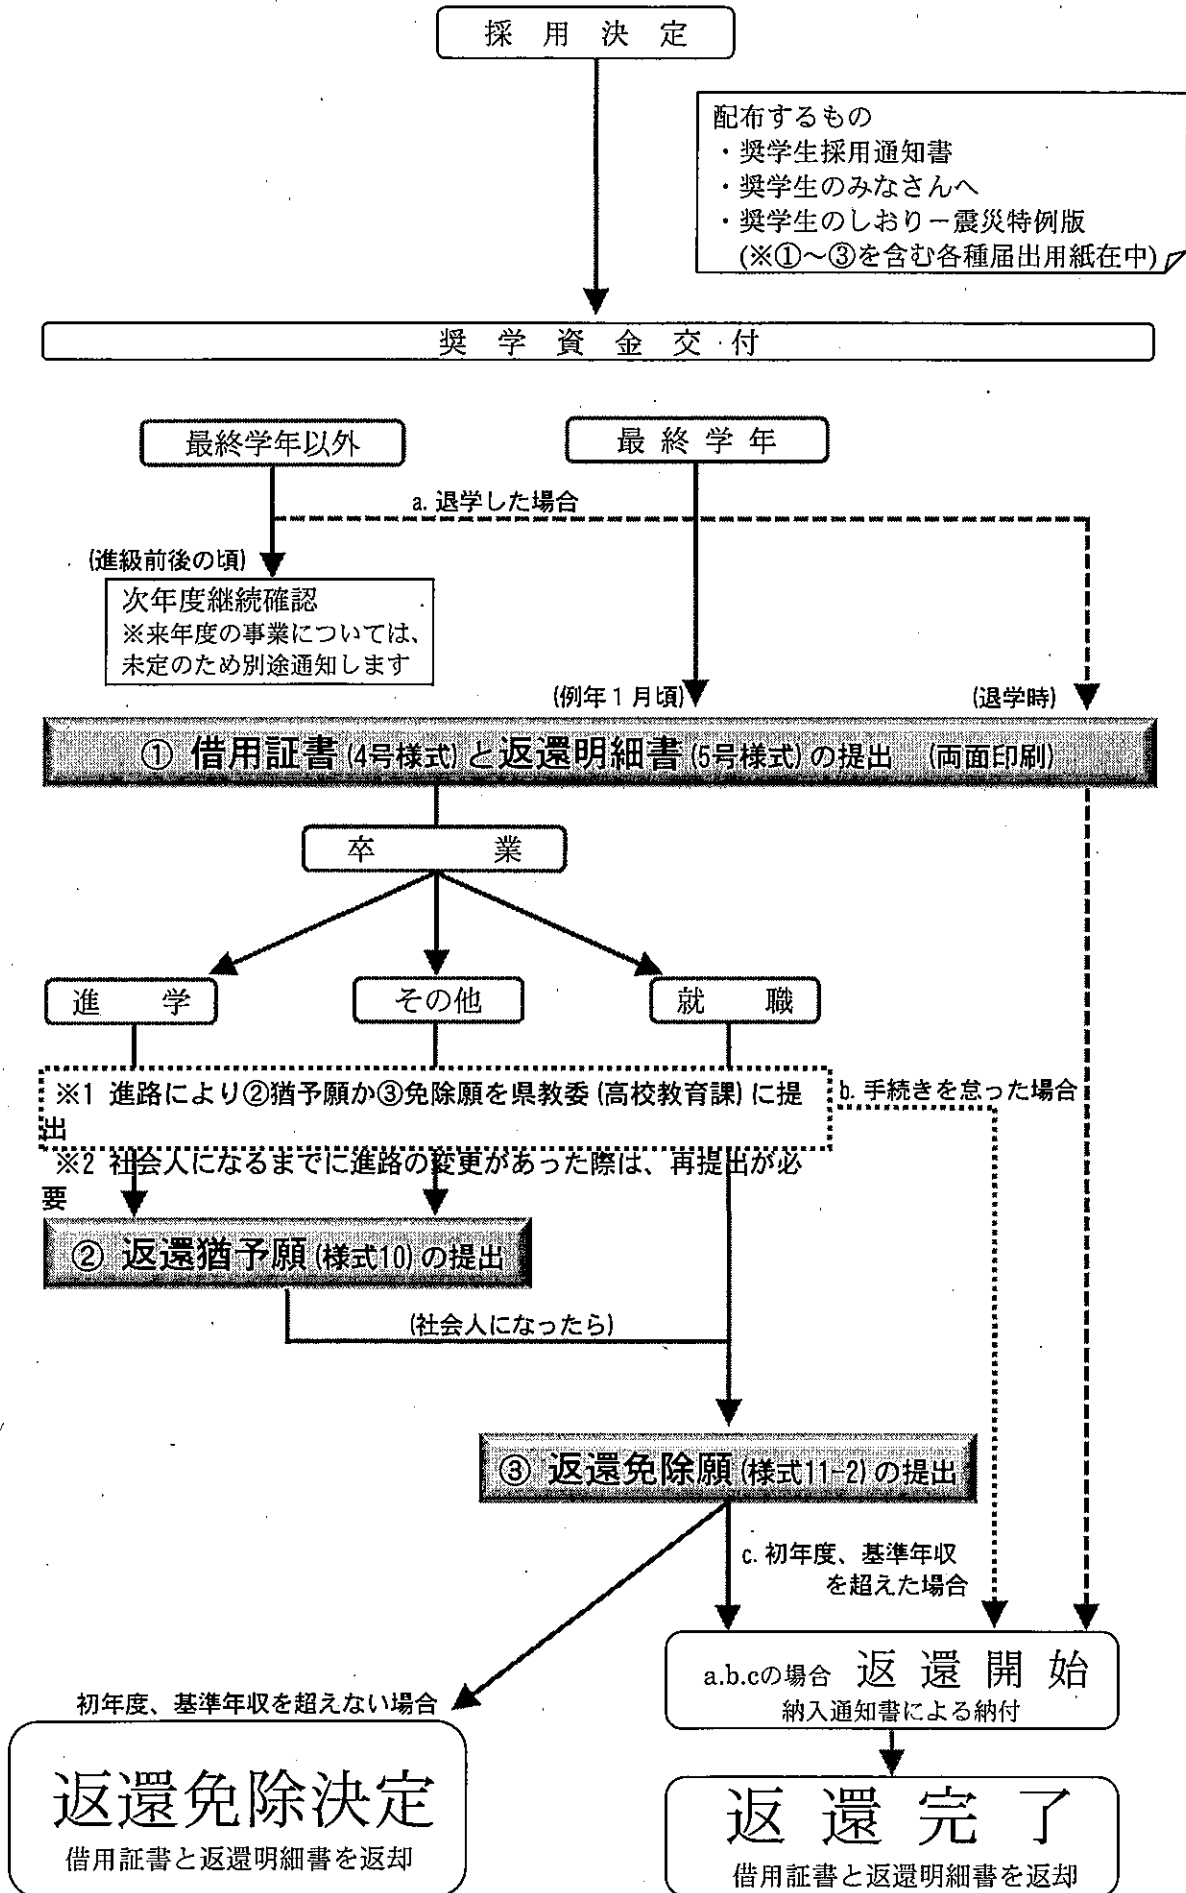 採用決定
配布するもの
・奨学生採用通知書
・奨学生のみなさんへ
・奨学生のしおりー震災特例版
(※①～③を含む各種届出用紙在中)
奨学資金交付
最終学年以外
最終学年
a. 退学した場合
(進級前後の頃)
次年度継続確認
※来年度の事業については、
未定のため別途通知します
(例年1月頃)
(退学時)
① 借用証書(4号様式)と返還明細書(5号様式)の提出 (両面印刷)
卒業
進学
その他
就職
※1 進路により②猶予願か③免除願を県教委(高校教育課)に提
出
※2 社会人になるまでに進路の変更があった際は、再提出が必
要
b. 手続きを怠った場合
② 返還猶予願(様式10)の提出
(社会人になったら)
③ 返還免除願(様式11-2)の提出
c. 初年度、基準年収
を超えた場合
初年度、基準年収を超えない場合
a.b.cの場合 返還開始
納入通知書による納付
返還免除決定
借用証書と返還明細書を返却
返還完了
借用証書と返還明細書を返却